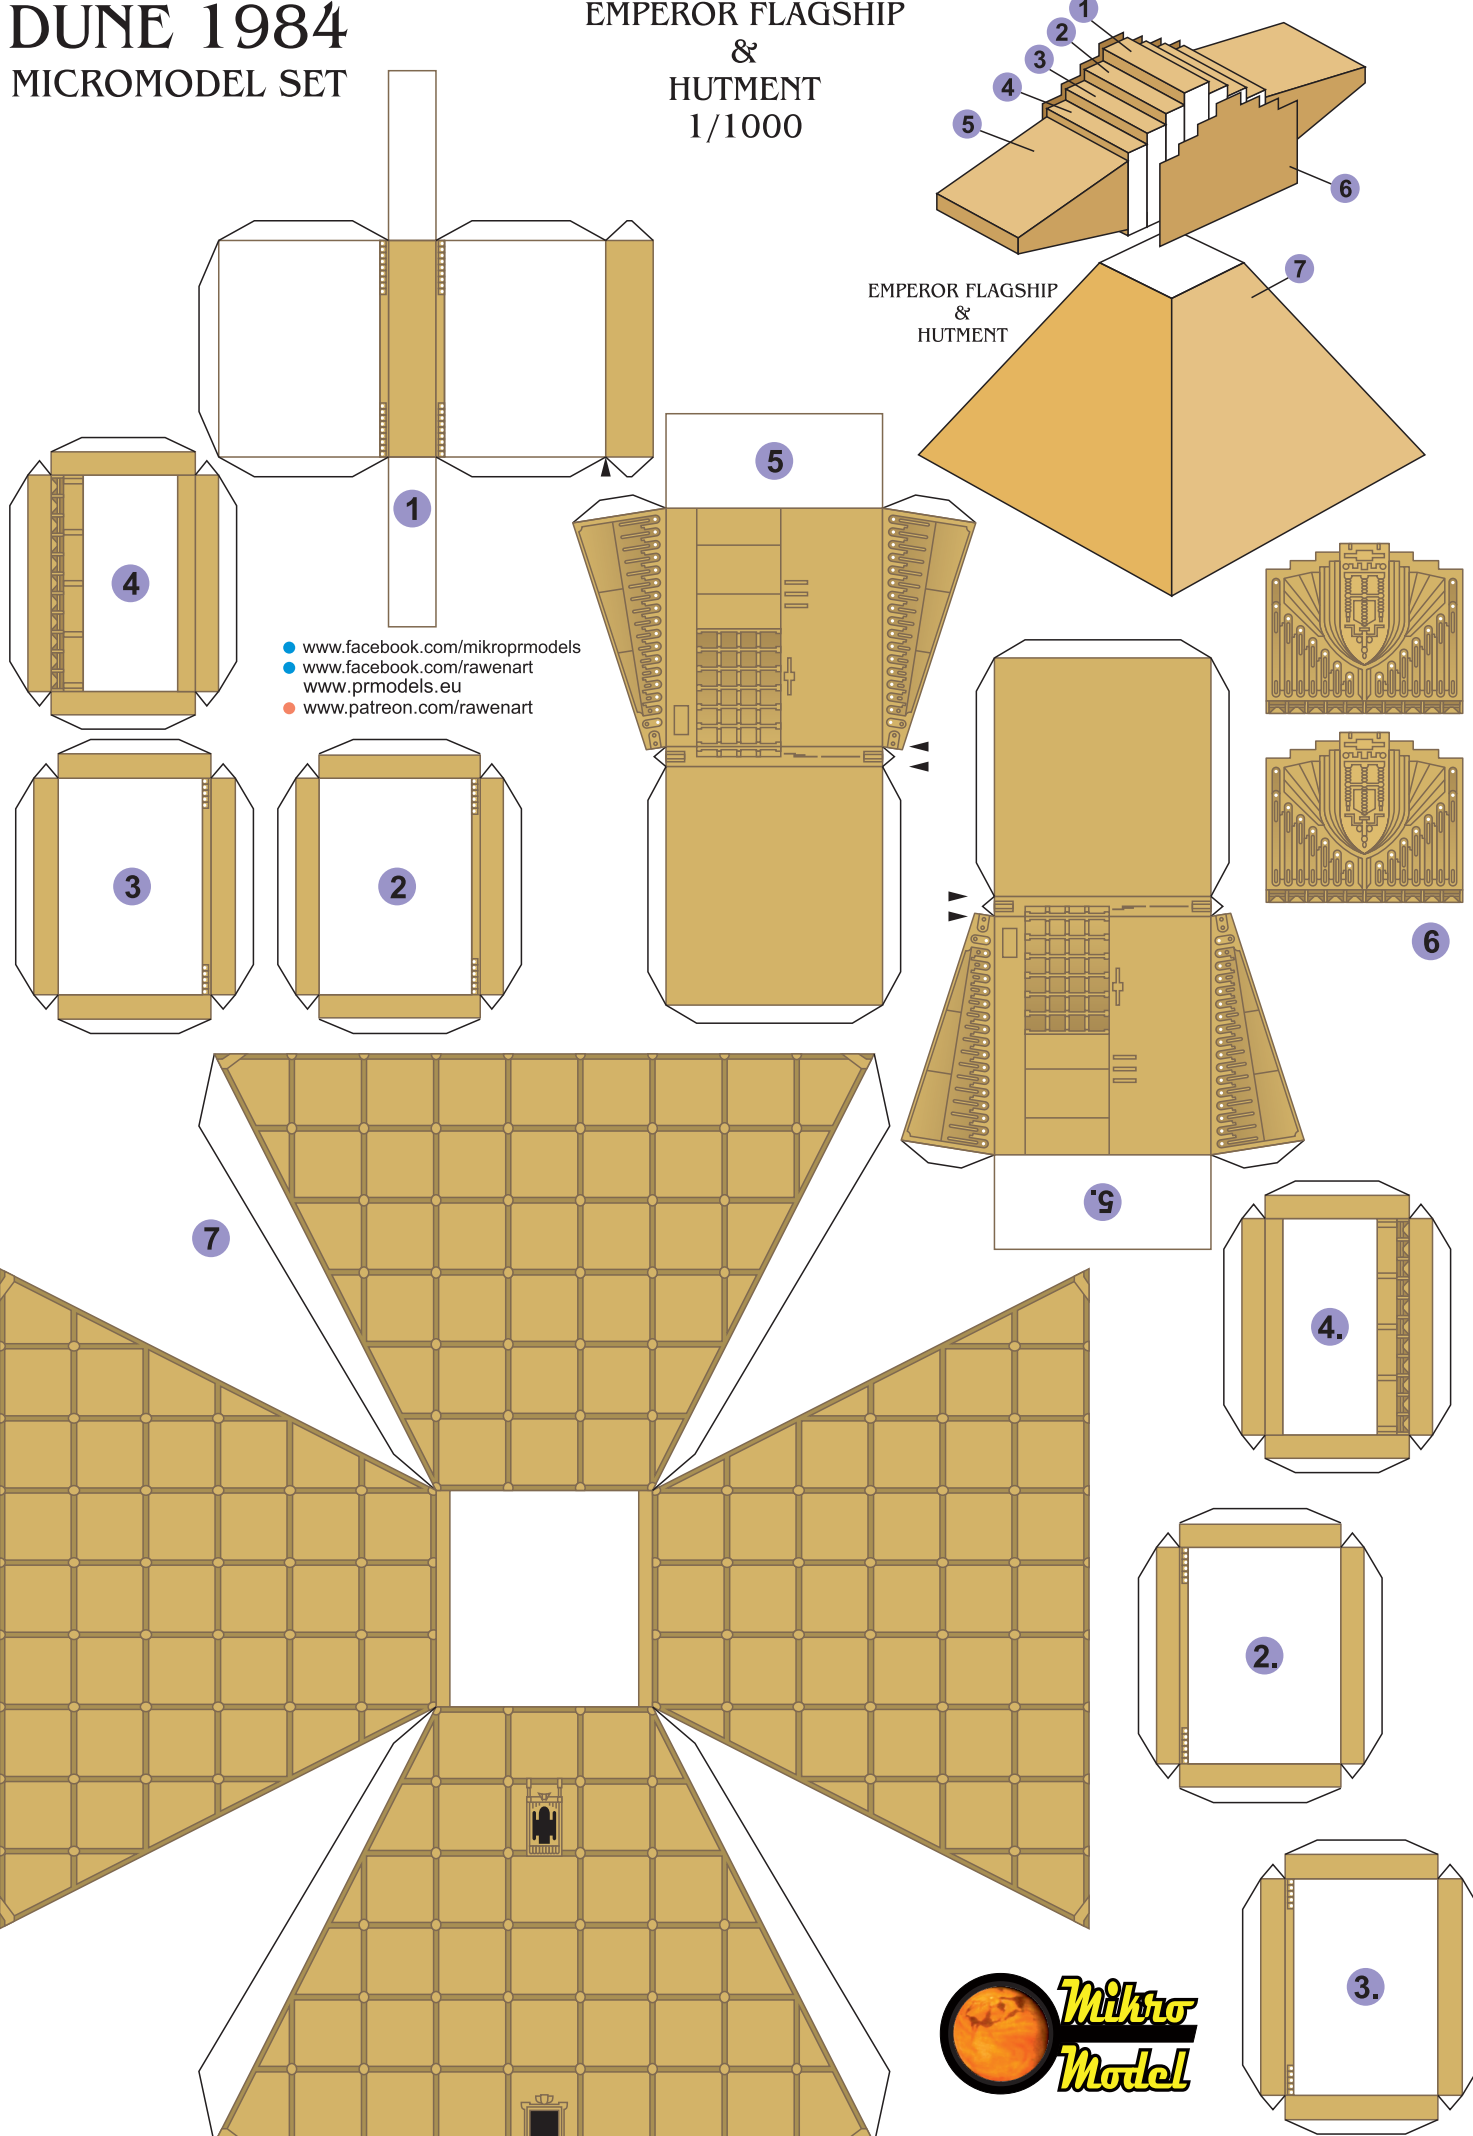 DUNE 1984
MICROMODEL SET
EMPEROR FLAGSHIP
&
HUTMENT
1/1000
1
2
3
4
5
6
7
EMPEROR FLAGSHIP
&
HUTMENT
5
1
4
www.facebook.com/mikroprmodels
www.facebook.com/rawenart
www.prmodels.eu
www.patreon.com/rawenart
3
2
6
5.
7
4.
2.
3.
Mikro
Model